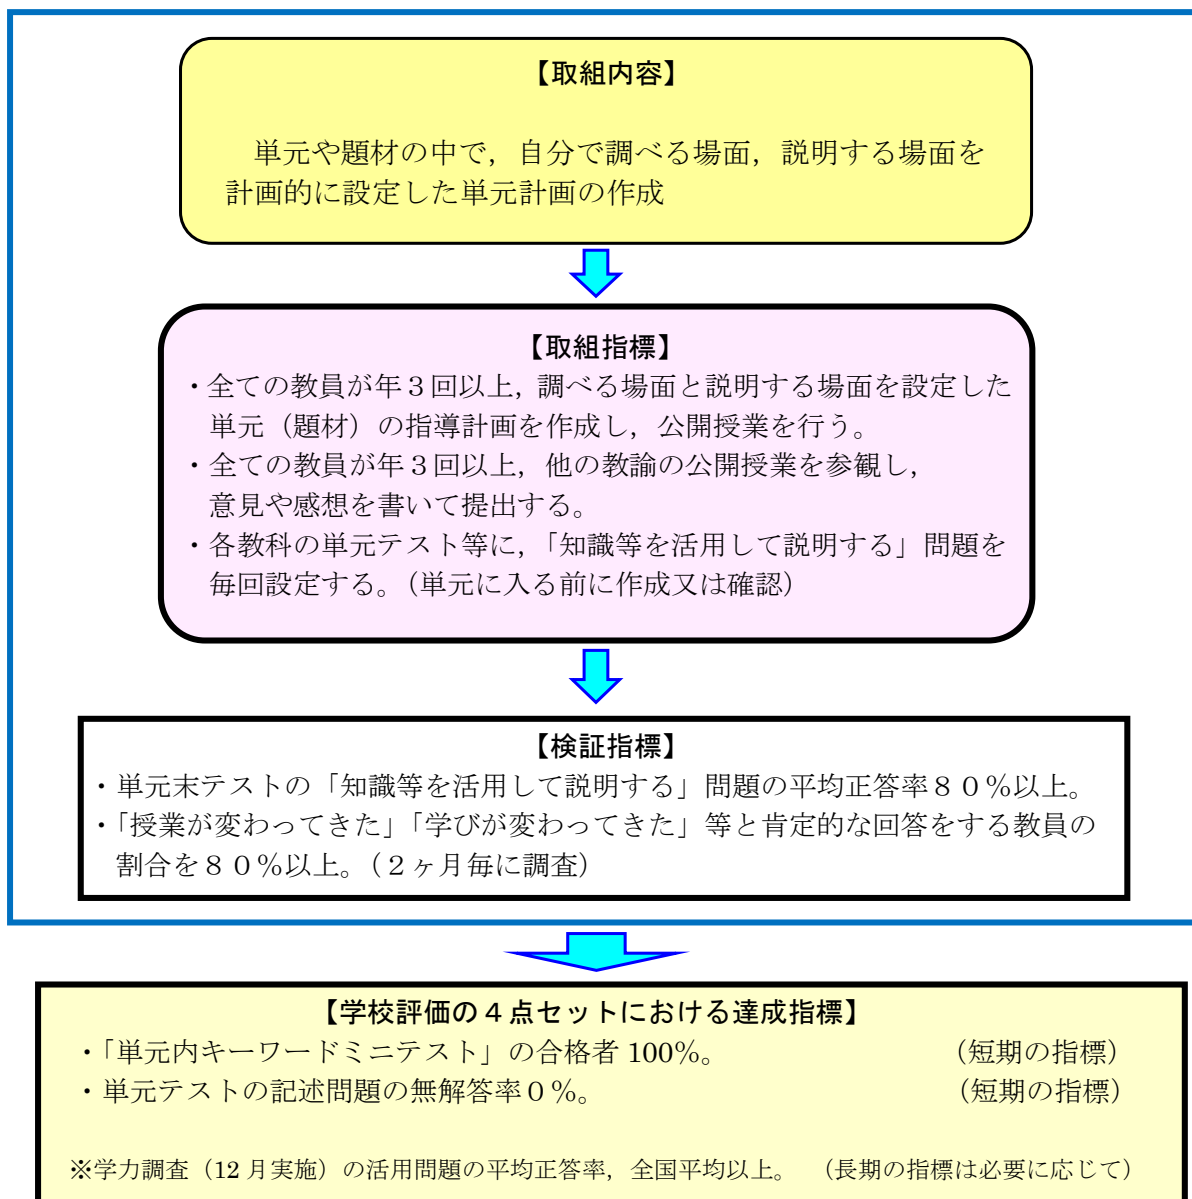 【取組内容】
単元や題材の中で，自分で調べる場面，説明する場面を
計画的に設定した単元計画の作成
【取組指標】
・全ての教員が年３回以上，調べる場面と説明する場面を設定した
単元（題材）の指導計画を作成し，公開授業を行う。
・全ての教員が年３回以上，他の教諭の公開授業を参観し，
意見や感想を書いて提出する。
・各教科の単元テスト等に，「知識等を活用して説明する」問題を
毎回設定する。（単元に入る前に作成又は確認）
【検証指標】
・単元末テストの「知識等を活用して説明する」問題の平均正答率８０％以上。
・「授業が変わってきた」「学びが変わってきた」等と肯定的な回答をする教員の
割合を８０％以上。（２ヶ月毎に調査）
【学校評価の４点セットにおける達成指標】
・「単元内キーワードミニテスト」の合格者 100%。 （短期の指標）
・単元テストの記述問題の無解答率０％。 （短期の指標）
※学力調査（12 月実施）の活用問題の平均正答率，全国平均以上。 （長期の指標は必要に応じて）